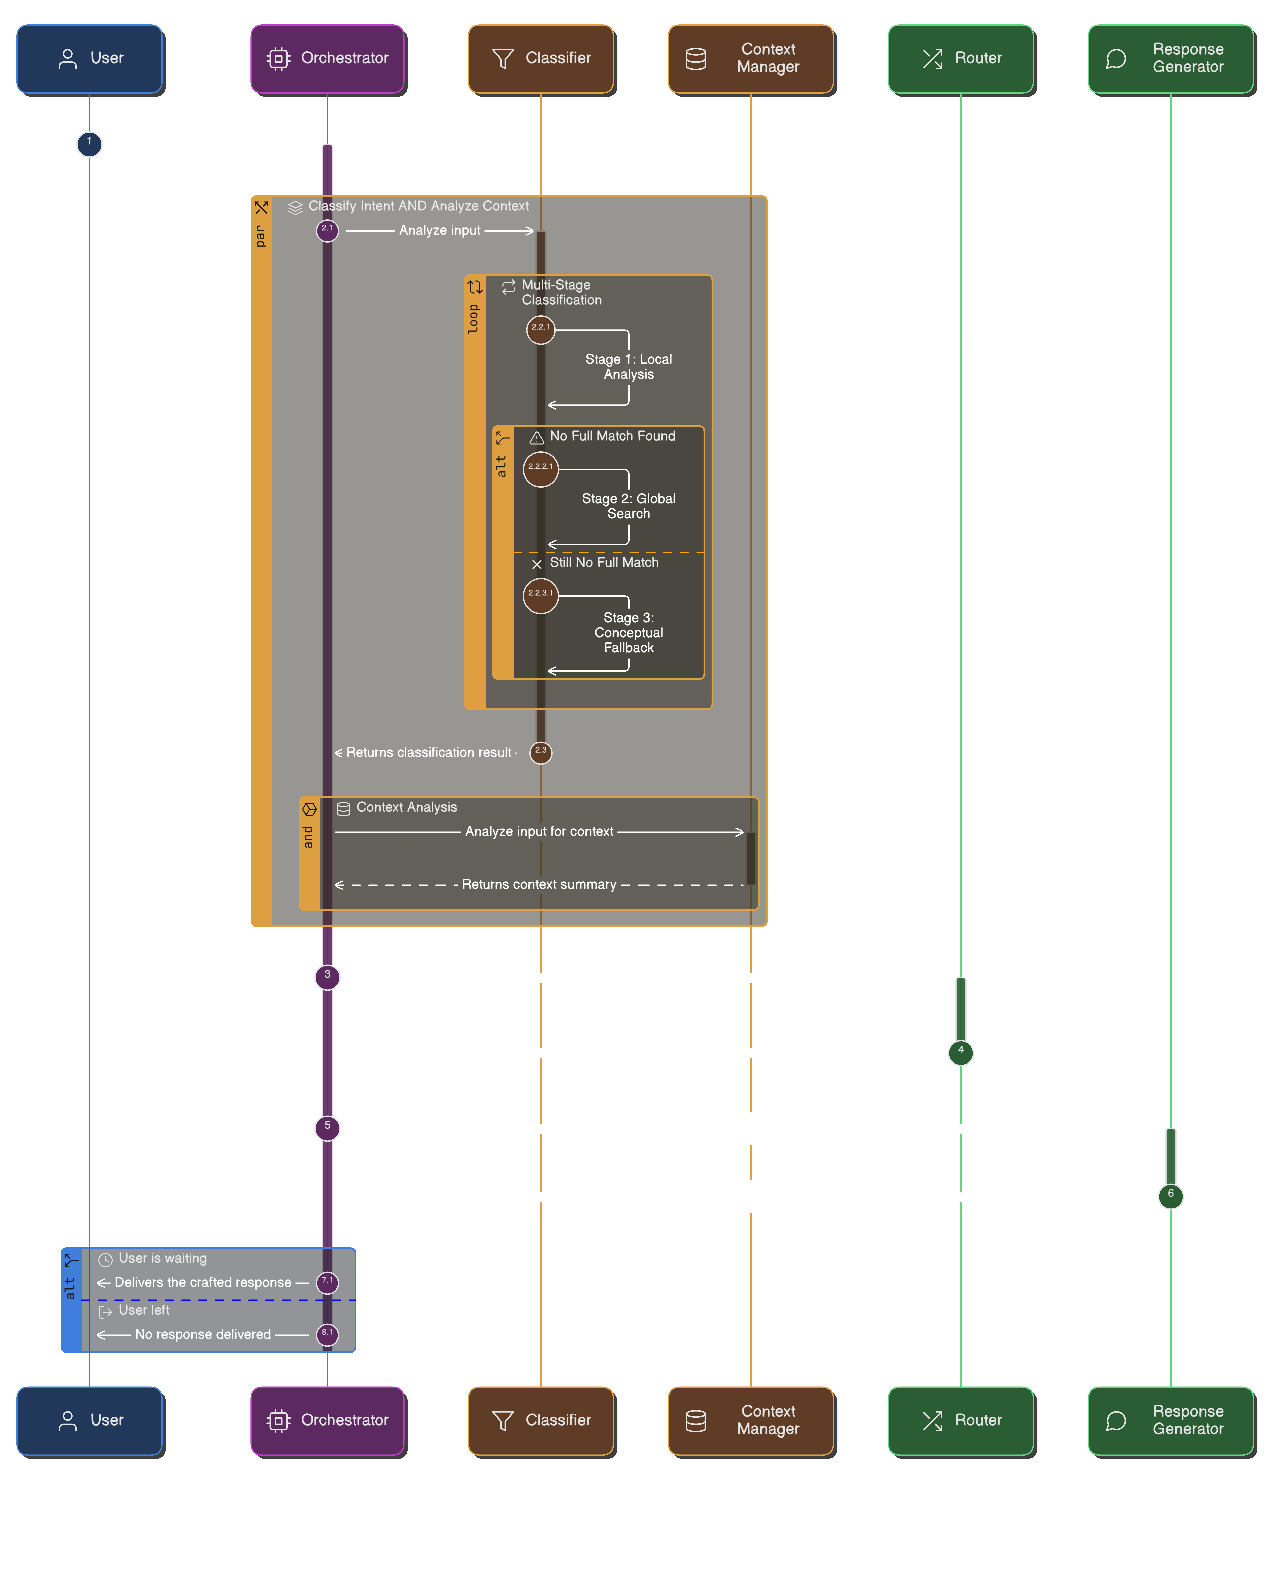 User
Orchestrator
Classifier
Context
Manager
Router
Response
Generator
1
par
Classify Intent AND Analyze Context
2.1
Analyze input
loop
Multi-Stage
Classification
2.2.1
Stage 1: Local
Analysis
alt
No Full Match Found
2.2.2.1
Stage 2: Global
Search
Still No Full Match
2.2.3.1
Stage 3:
Conceptual
Fallback
Returns classification result
2.3
and
Context Analysis
Analyze input for context
Returns context summary
3
4
5
6
alt
User is waiting
Delivers the crafted response
7.1
User left
No response delivered
8.1
User
Orchestrator
Classifier
Context
Manager
Router
Response
Generator